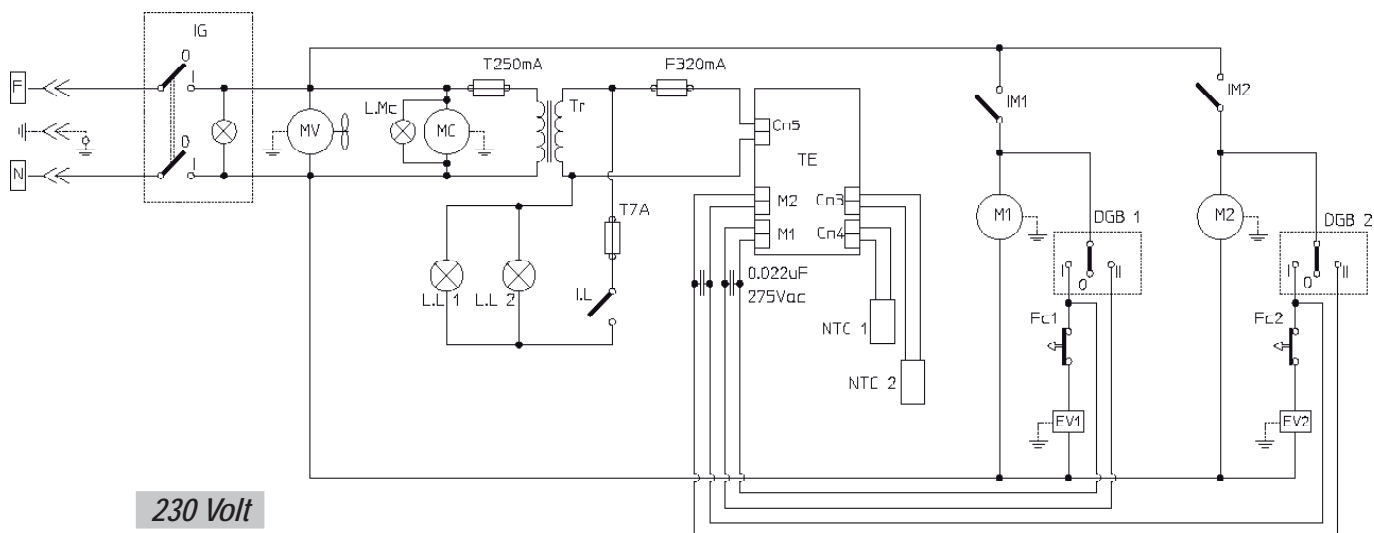 IG
0
I
T250mA
F320mA
F
L.Mc
MV
MC
Tr
Cn5
TE
IM1
IM2
N
0
I
M2
Cn3
M1
Cn4
T7A
M1
M2
DGB 1
DGB 2
I
0
II
I
0
II
L.L 1
L.L 2
I.L
0.022uF
275Vac
NTC 1
NTC 2
Fc1
Fc2
EV1
EV2
230 Volt